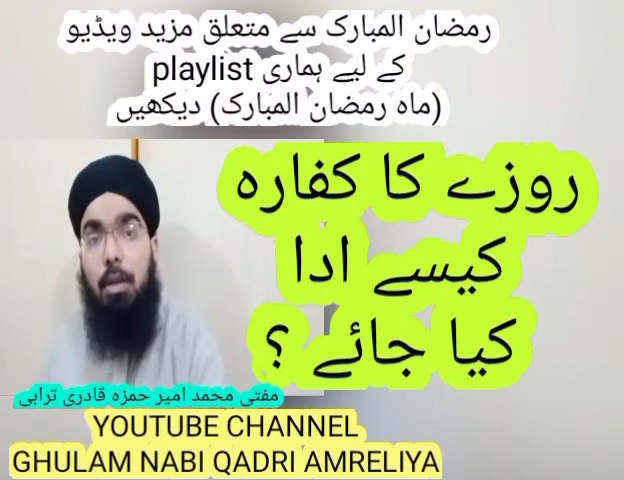 رمضان المبارک سے متعلق مزید ویڈیو
کے لیے ہماری playlist
(ماہ رمضان المبارک) دیکھیں
روزے کا کفارہ
کیسے ادا
کیا جائے ؟
مفتی محمد امیر حمزہ قادری ترابی
YOUTUBE CHANNEL
GHULAM NABI QADRI AMRELIYA